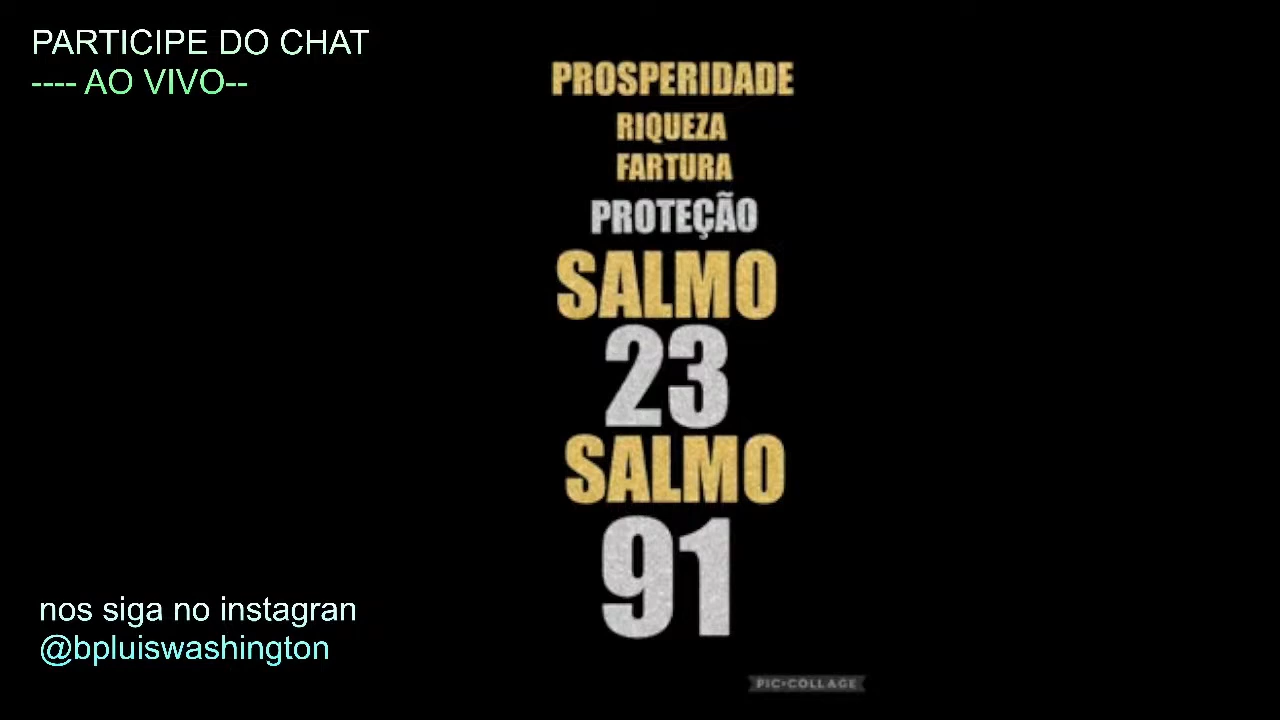 PARTICIPE DO CHAT
---- AO VIVO--
PROSPERIDADE
RIQUEZA
FARTURA
PROTEÇÃO
SALMO
23
SALMO
91
nos siga no instagran
@bpluiswashington
PIC•COLLAGE